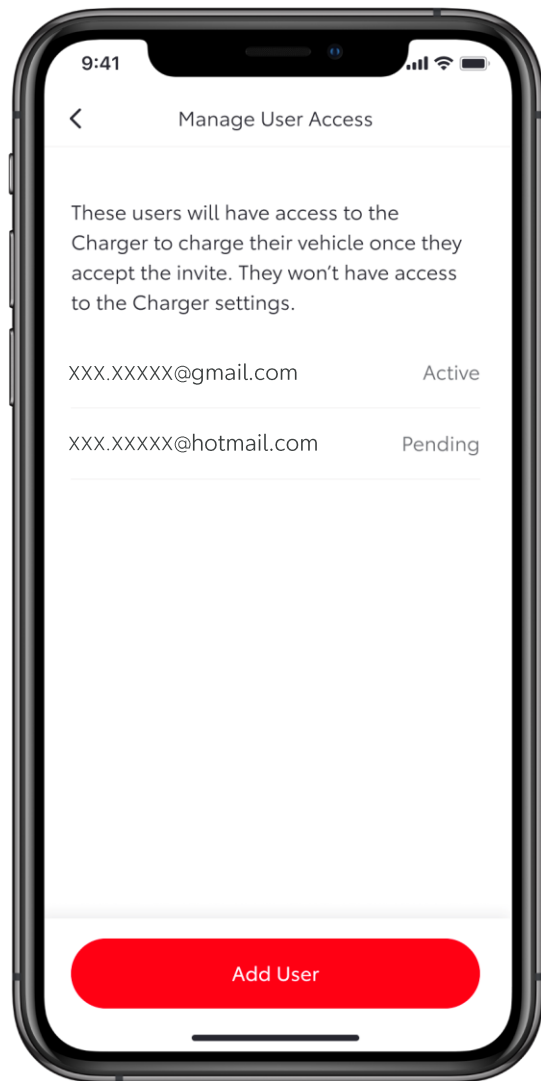 9:41
Manage User Access
These users will have access to the
Charger to charge their vehicle once they
accept the invite. They won’t have access
to the Charger settings.
XXX.XXXXX@gmail.com Active
XXX.XXXXX@hotmail.com Pending
Add User